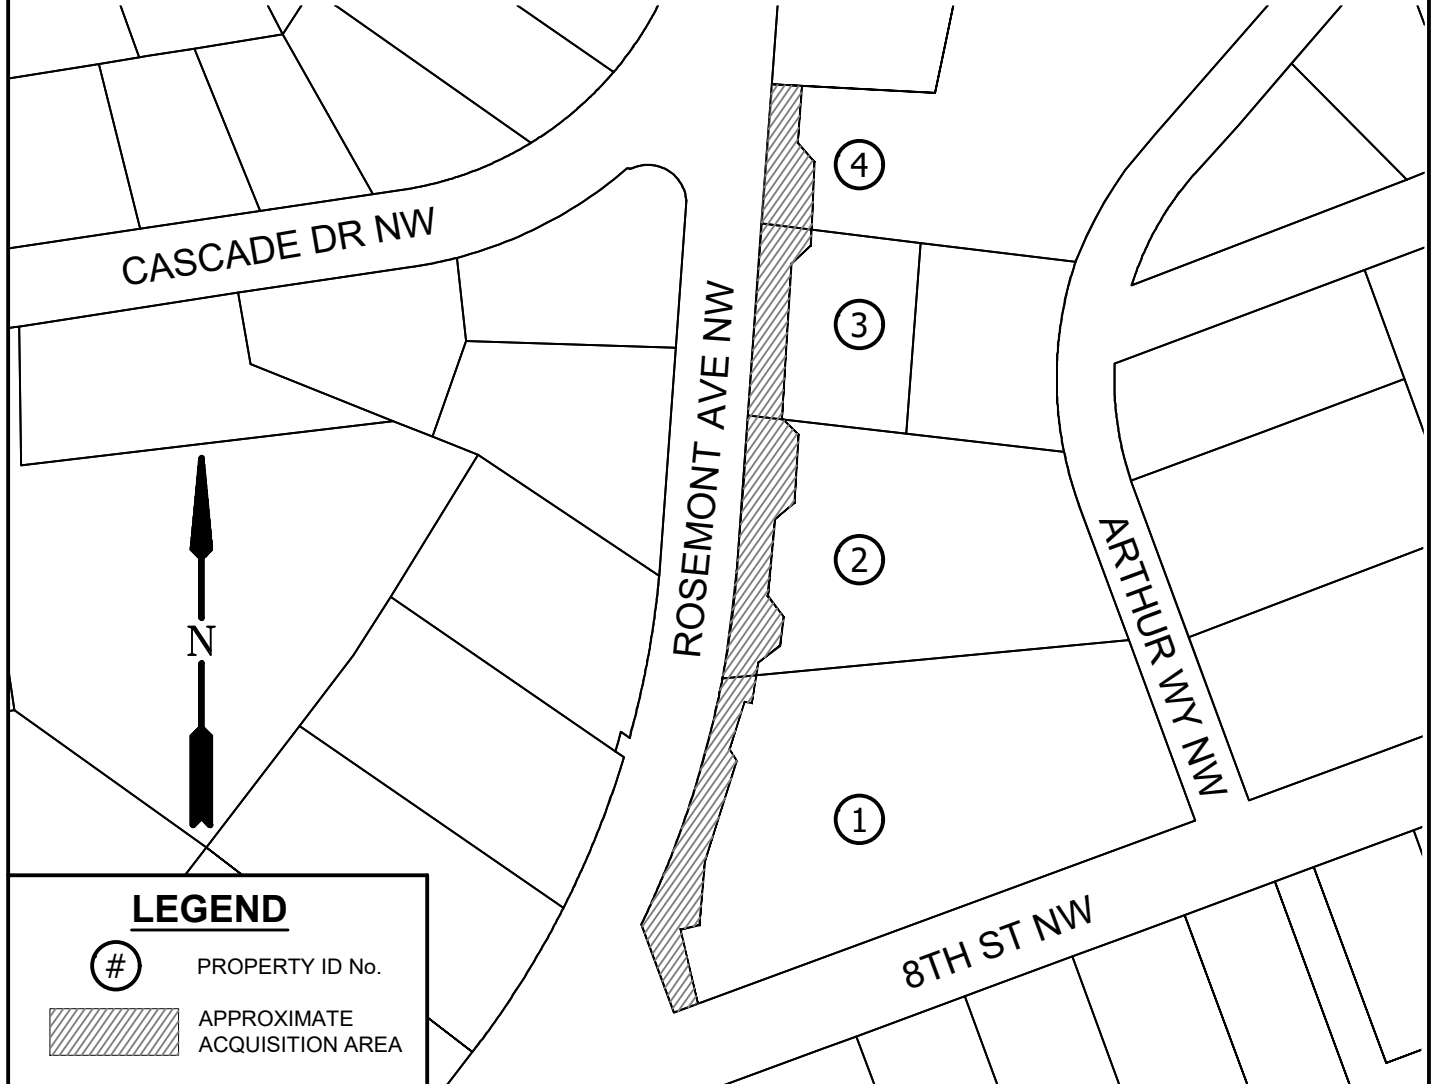 4
CASCADE DR NW
3
ROSEMONT AVE NW
2
ARTHUR WY NW
N
1
8TH ST NW
LEGEND
# PROPERTY ID No.
APPROXIMATE
ACQUISITION AREA